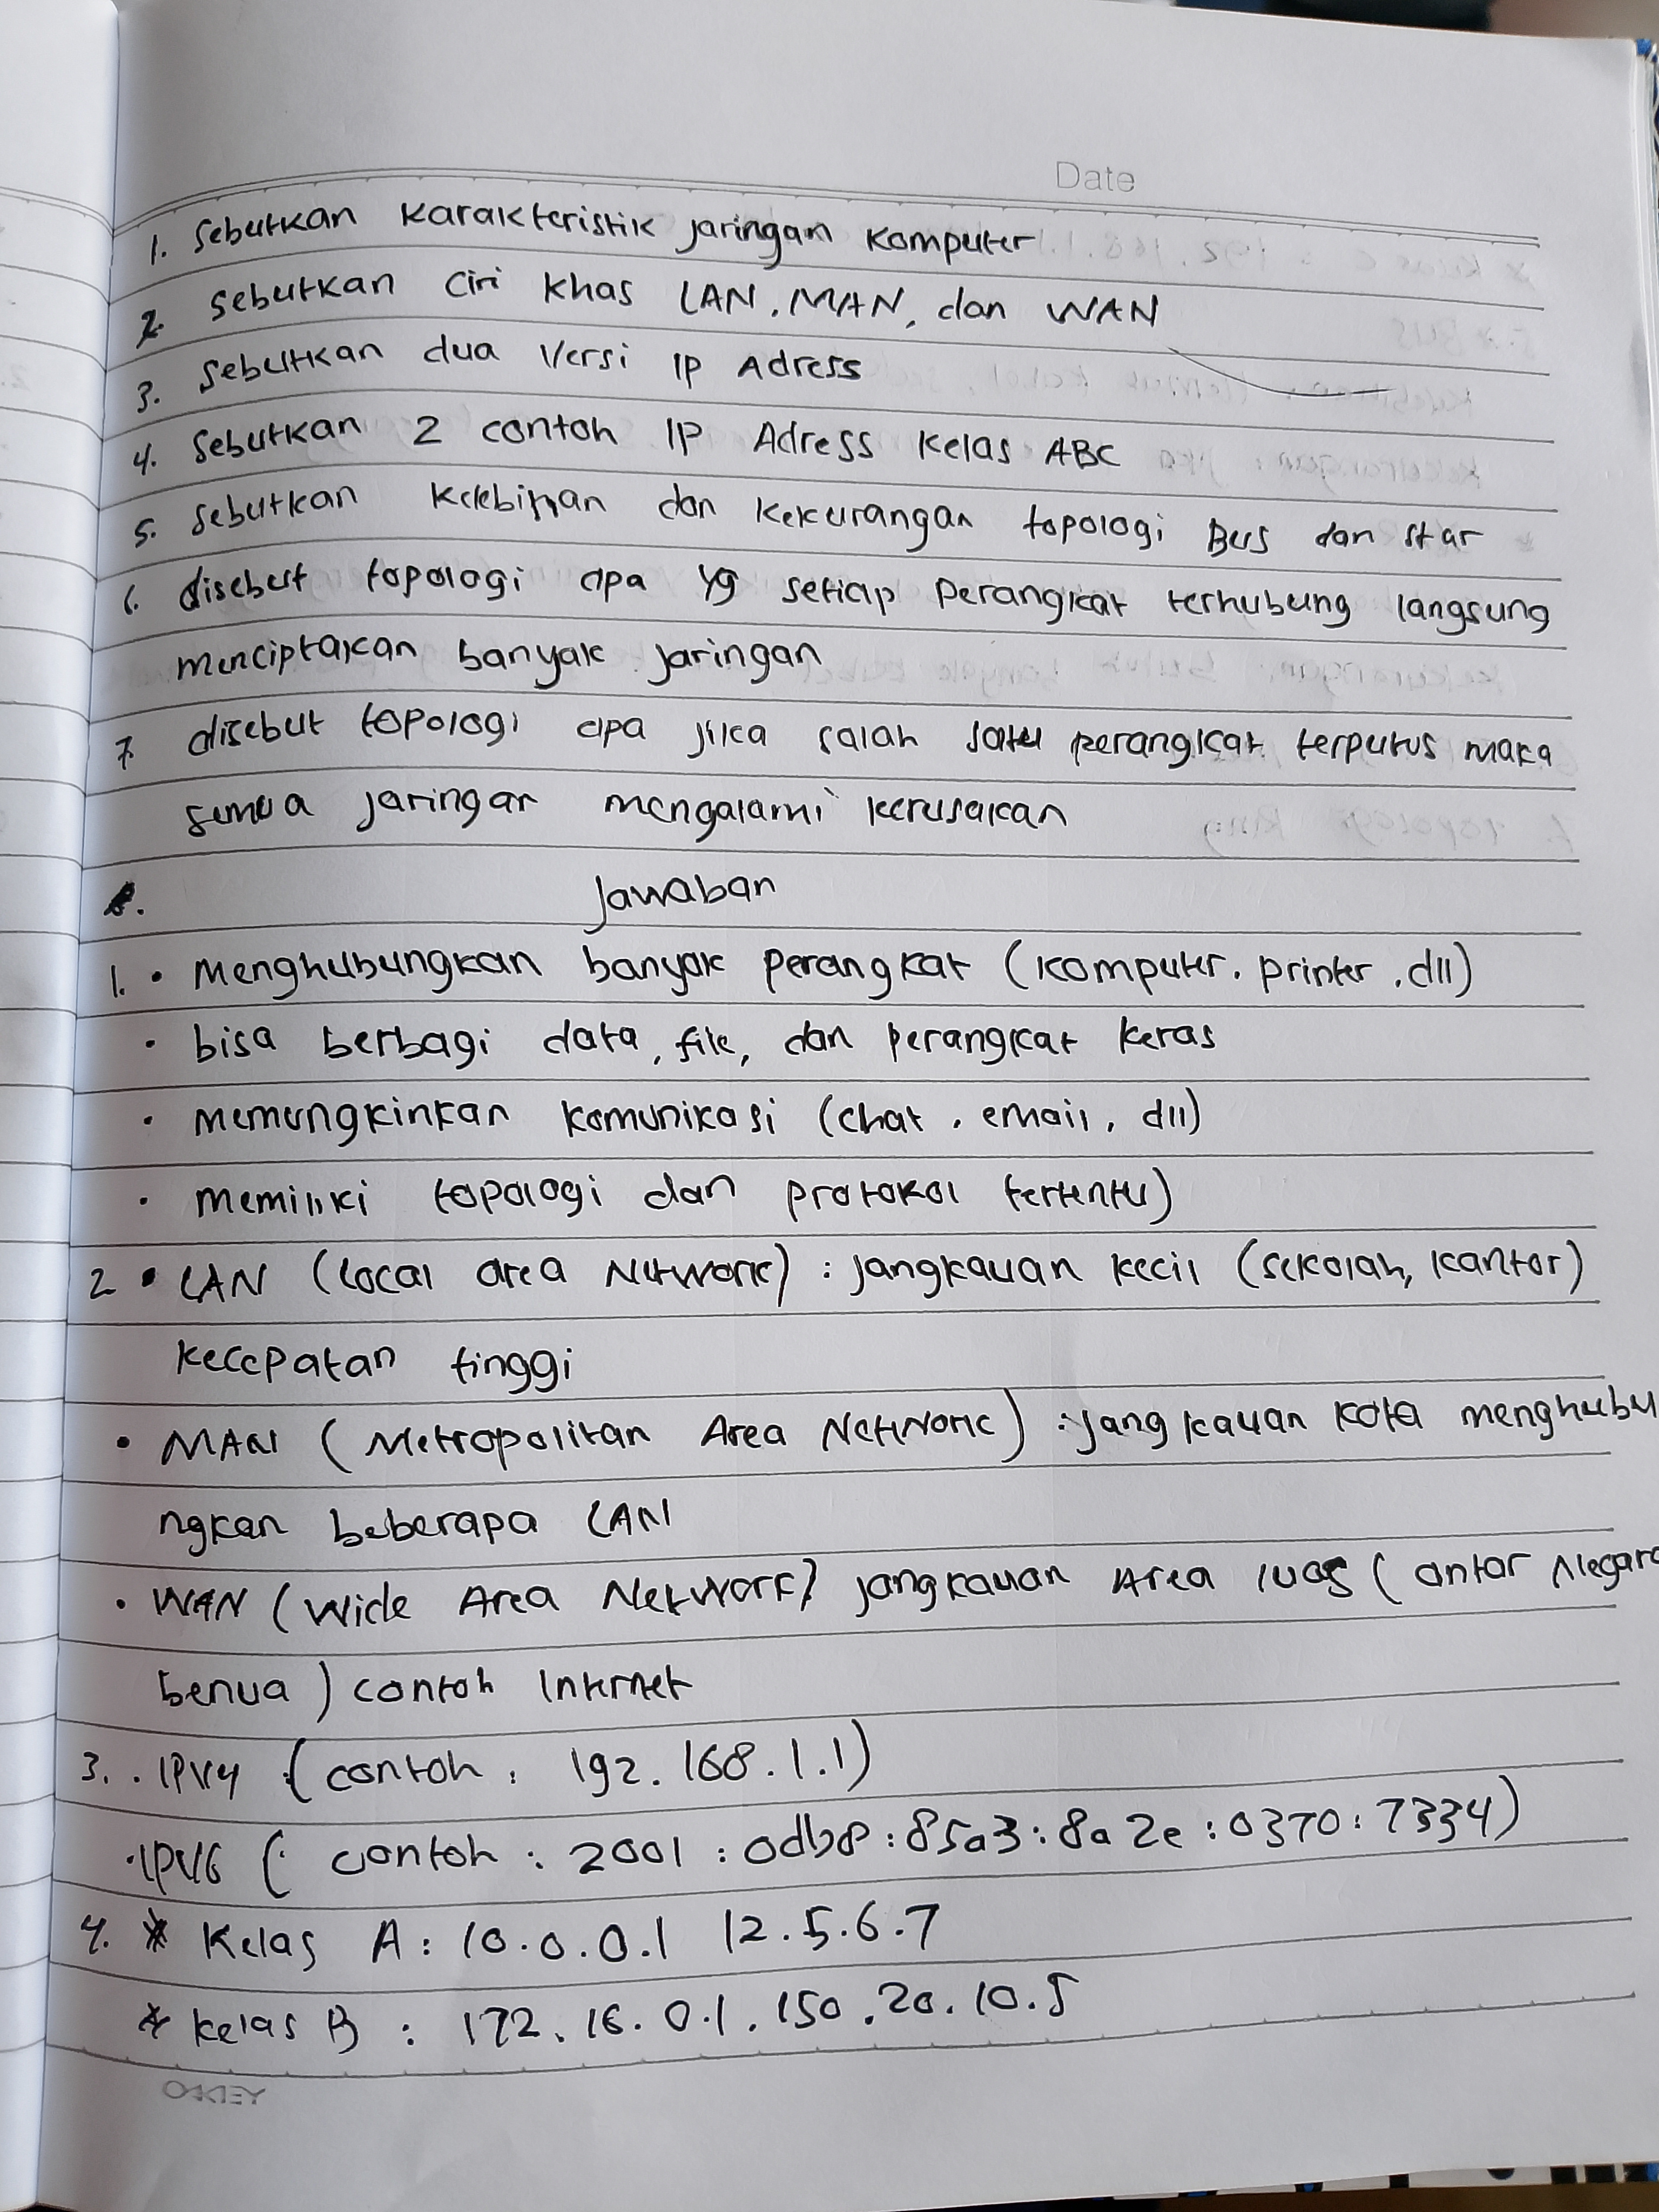 Date
1. Sebutkan Karakteristik jaringan Komputer
2. Sebutkan Ciri Khas LAN, MAN, dan WAN
3. Sebutkan dua Versi IP Adress
4. Sebutkan 2 contoh IP Adress Kelas ABC
5. Sebutkan Kelebihan dan Kekurangan topologi Bus dan Star
6. disebut topologi apa yg setiap Perangkat terhubung langsung
menciptakan banyak jaringan
7. disebut topologi apa jika salah satu perangkat terputus maka
semua jaringan mengalami kerusakan
Jawaban
1. • Menghubungkan banyak Perangkat (Komputer, printer, dll)
• bisa berbagi data, file, dan perangkat keras
• memungkinkan komunikasi (chat, email, dll)
• memiliki topologi dan protokol tertentu)
2 • LAN (Local area Network) : jangkauan kecil (sekolah, kantor)
kecepatan tinggi
• MAN (Metropolitan Area Network) : jangkauan kota menghubu
ngkan beberapa LAN
• WAN (Wide Area Network) jangkauan Area luas (antar Negara
benua) contoh Internet
3. . IPV4 (contoh : 192.168.1.1)
• IPV6 (: contoh : 2001 : 0db8 : 85a3 : 8a2e : 0370 : 7334)
4. * Kelas A : 10.0.0.1 12.5.6.7
* Kelas B : 172.16.0.1.150.20.10.5
OKEY